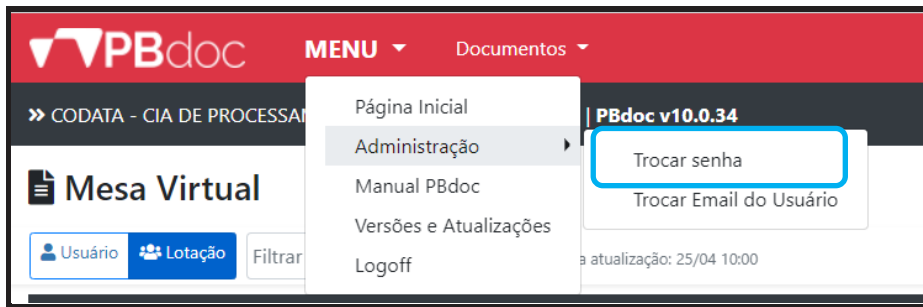 PBdoc MENU Documentos
» CODATA - CIA DE PROCESSA | PBdoc v10.0.34
Página Inicial
Administração
Trocar senha
Manual PBdoc
Trocar Email do Usuário
Mesa Virtual
Versões e Atualizações
Usuário Lotação Filtrar
Logoff
a atualização: 25/04 10:00